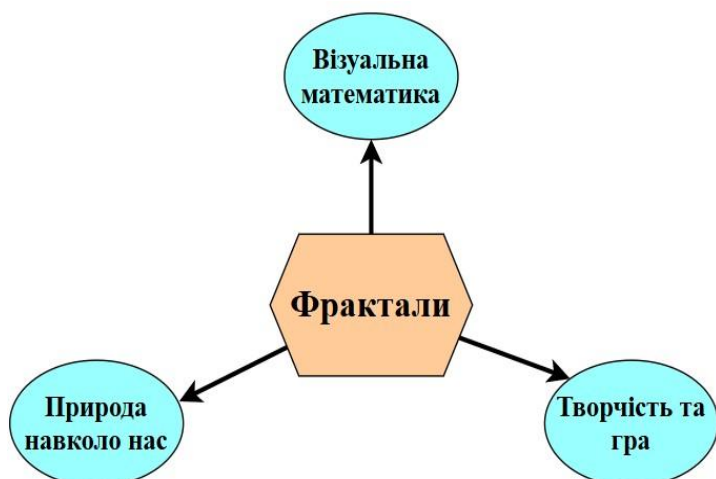 Візуальна
математика
Фрактали
Природа
навколо нас
Творчість та
гра